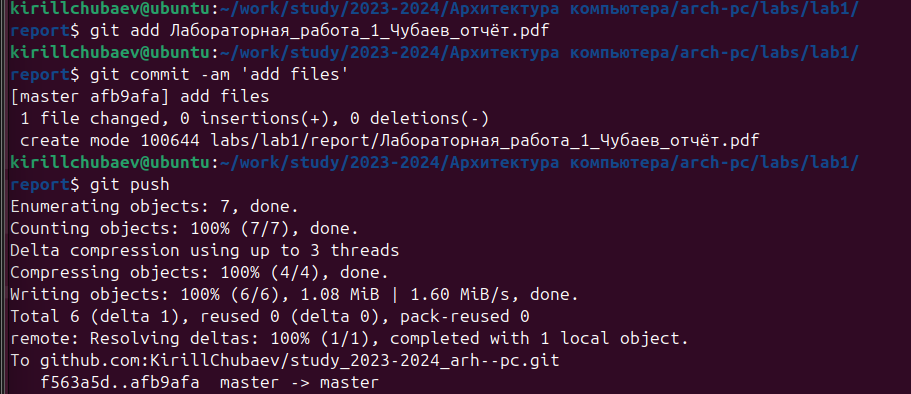 kirillchubaev@ubuntu:~/work/study/2023-2024/Архитектура компьютера/arch-pc/labs/lab1/
report$ git add Лабораторная_работа_1_Чубаев_отчёт.pdf
kirillchubaev@ubuntu:~/work/study/2023-2024/Архитектура компьютера/arch-pc/labs/lab1/
report$ git commit -am 'add files'
[master afb9afa] add files
 1 file changed, 0 insertions(+), 0 deletions(-)
 create mode 100644 labs/lab1/report/Лабораторная_работа_1_Чубаев_отчёт.pdf
kirillchubaev@ubuntu:~/work/study/2023-2024/Архитектура компьютера/arch-pc/labs/lab1/
report$ git push
Enumerating objects: 7, done.
Counting objects: 100% (7/7), done.
Delta compression using up to 3 threads
Compressing objects: 100% (4/4), done.
Writing objects: 100% (6/6), 1.08 MiB | 1.60 MiB/s, done.
Total 6 (delta 1), reused 0 (delta 0), pack-reused 0
remote: Resolving deltas: 100% (1/1), completed with 1 local object.
To github.com:KirillChubaev/study_2023-2024_arh--pc.git
   f563a5d..afb9afa  master -> master